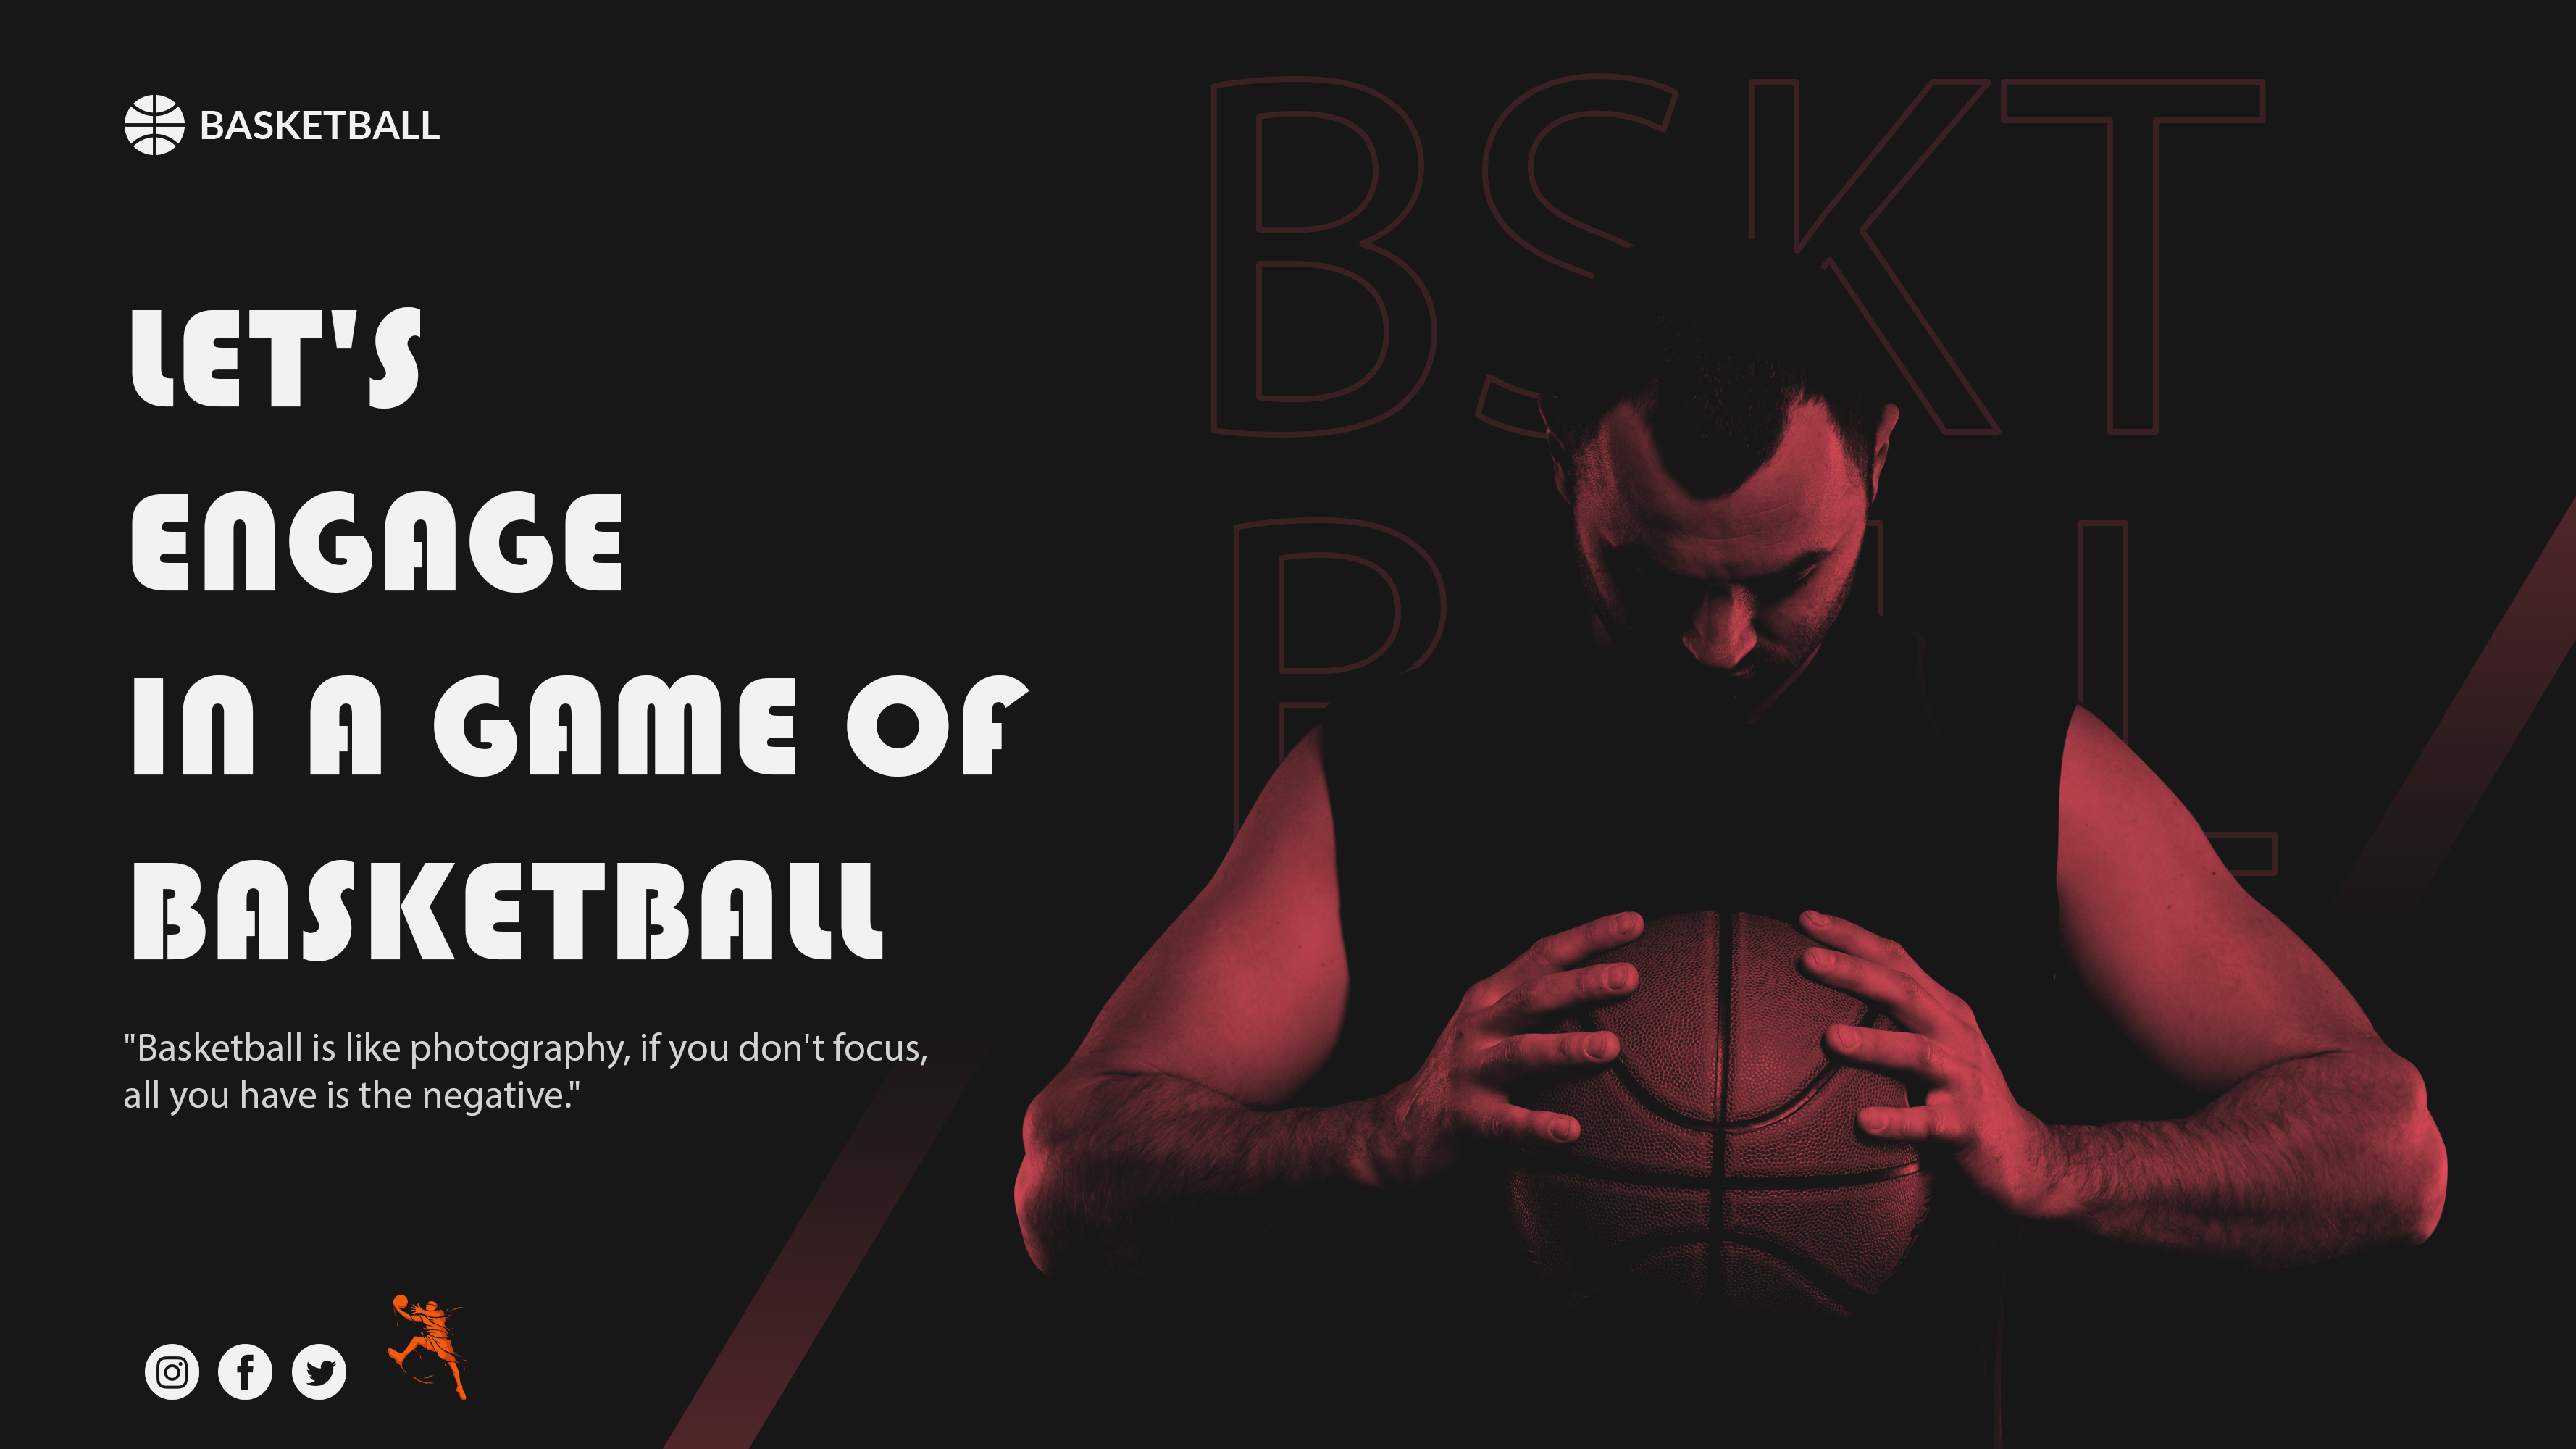 BASKETBALL
BSKT
LET'S
ENGAGE
IN A GAME OF
BASKETBALL
"Basketball is like photography, if you don't focus,
all you have is the negative."